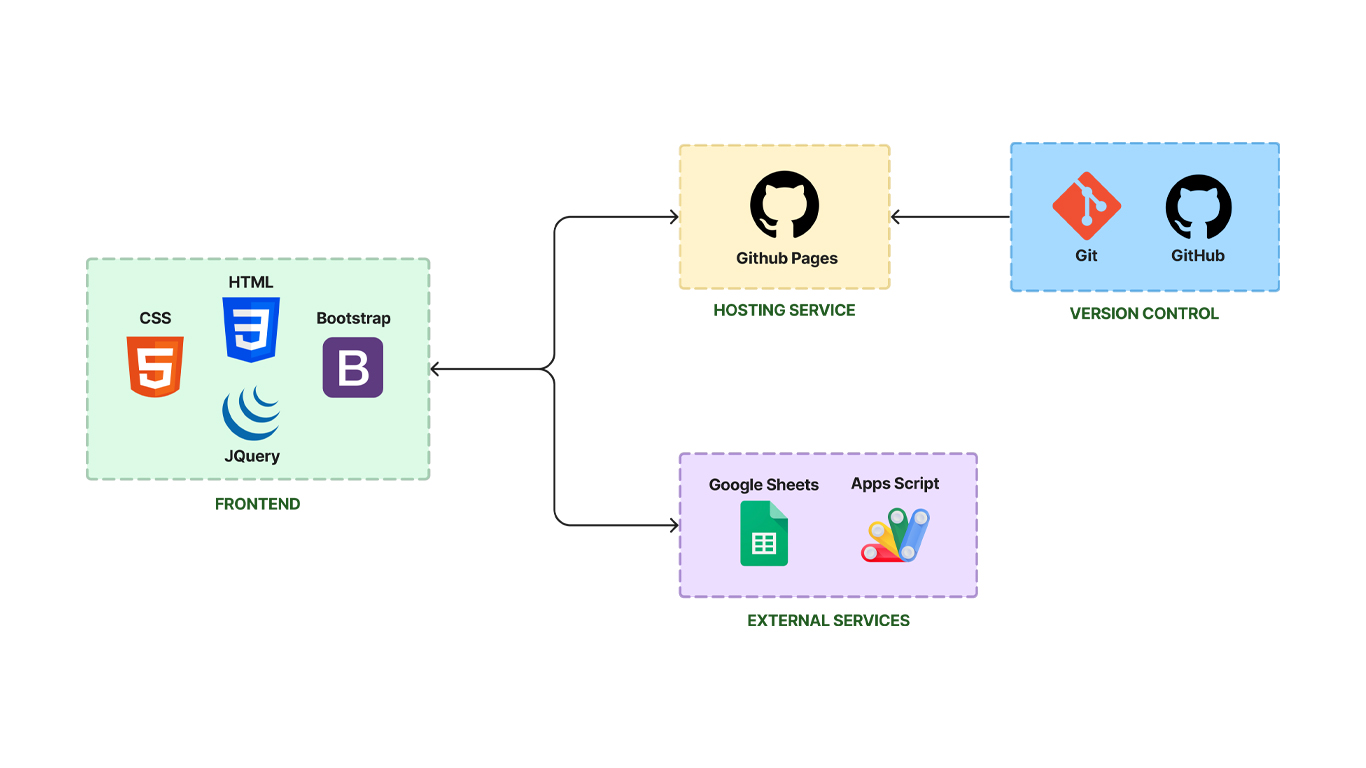 HTML
CSS
Bootstrap
JQuery
FRONTEND
Github Pages
HOSTING SERVICE
Git
GitHub
VERSION CONTROL
Google Sheets
Apps Script
EXTERNAL SERVICES